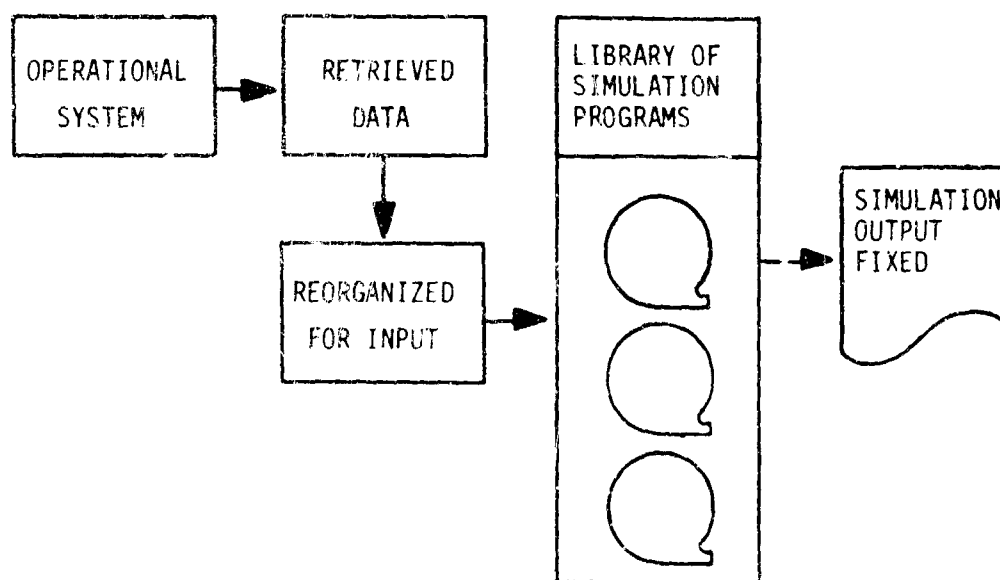 OPERATIONAL
SYSTEM
RETRIEVED
DATA
REORGANIZED
FOR INPUT
LIBRARY OF
SIMULATION
PROGRAMS
SIMULATION
OUTPUT
FIXED